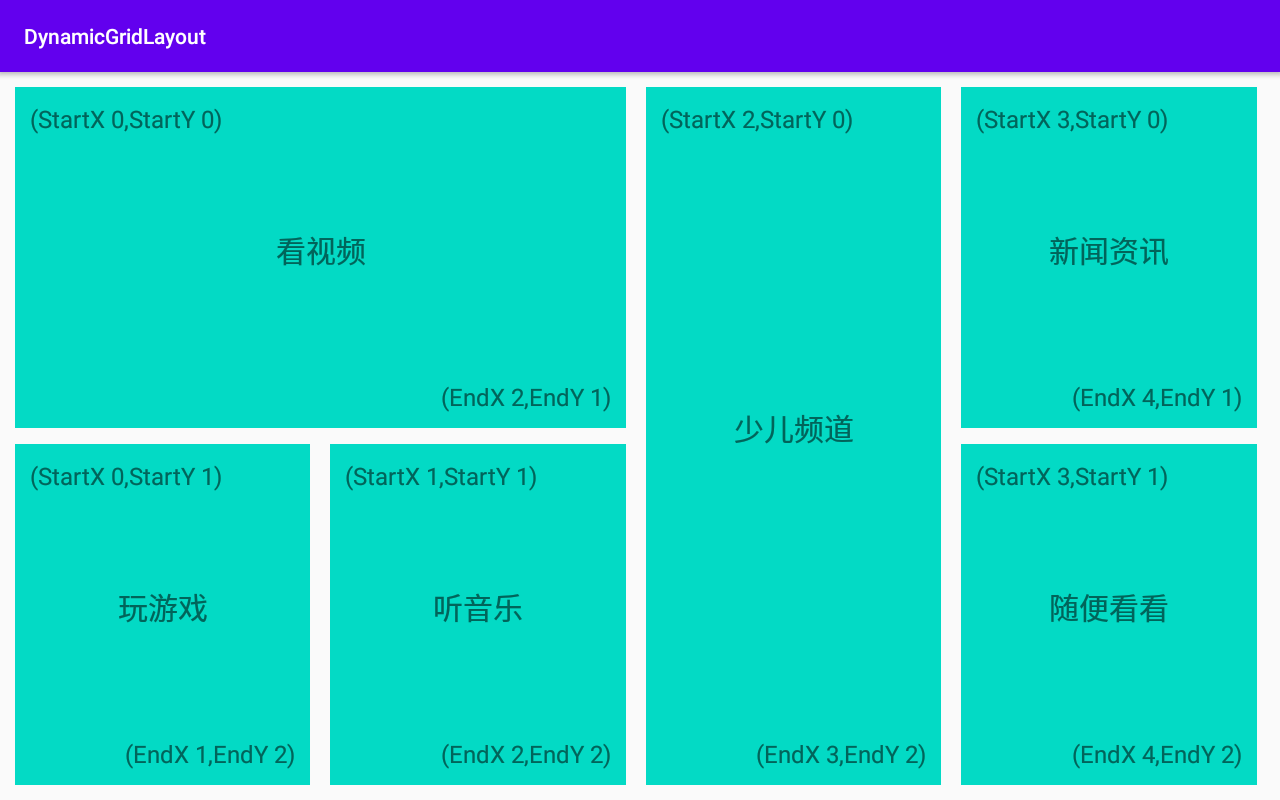 DynamicGridLayout
(StartX 0,StartY 0)
看视频
(EndX 2,EndY 1)
(StartX 2,StartY 0)
少儿频道
(EndX 3,EndY 2)
(StartX 3,StartY 0)
新闻资讯
(EndX 4,EndY 1)
(StartX 0,StartY 1)
玩游戏
(EndX 1,EndY 2)
(StartX 1,StartY 1)
听音乐
(EndX 2,EndY 2)
(StartX 3,StartY 1)
随便看看
(EndX 4,EndY 2)